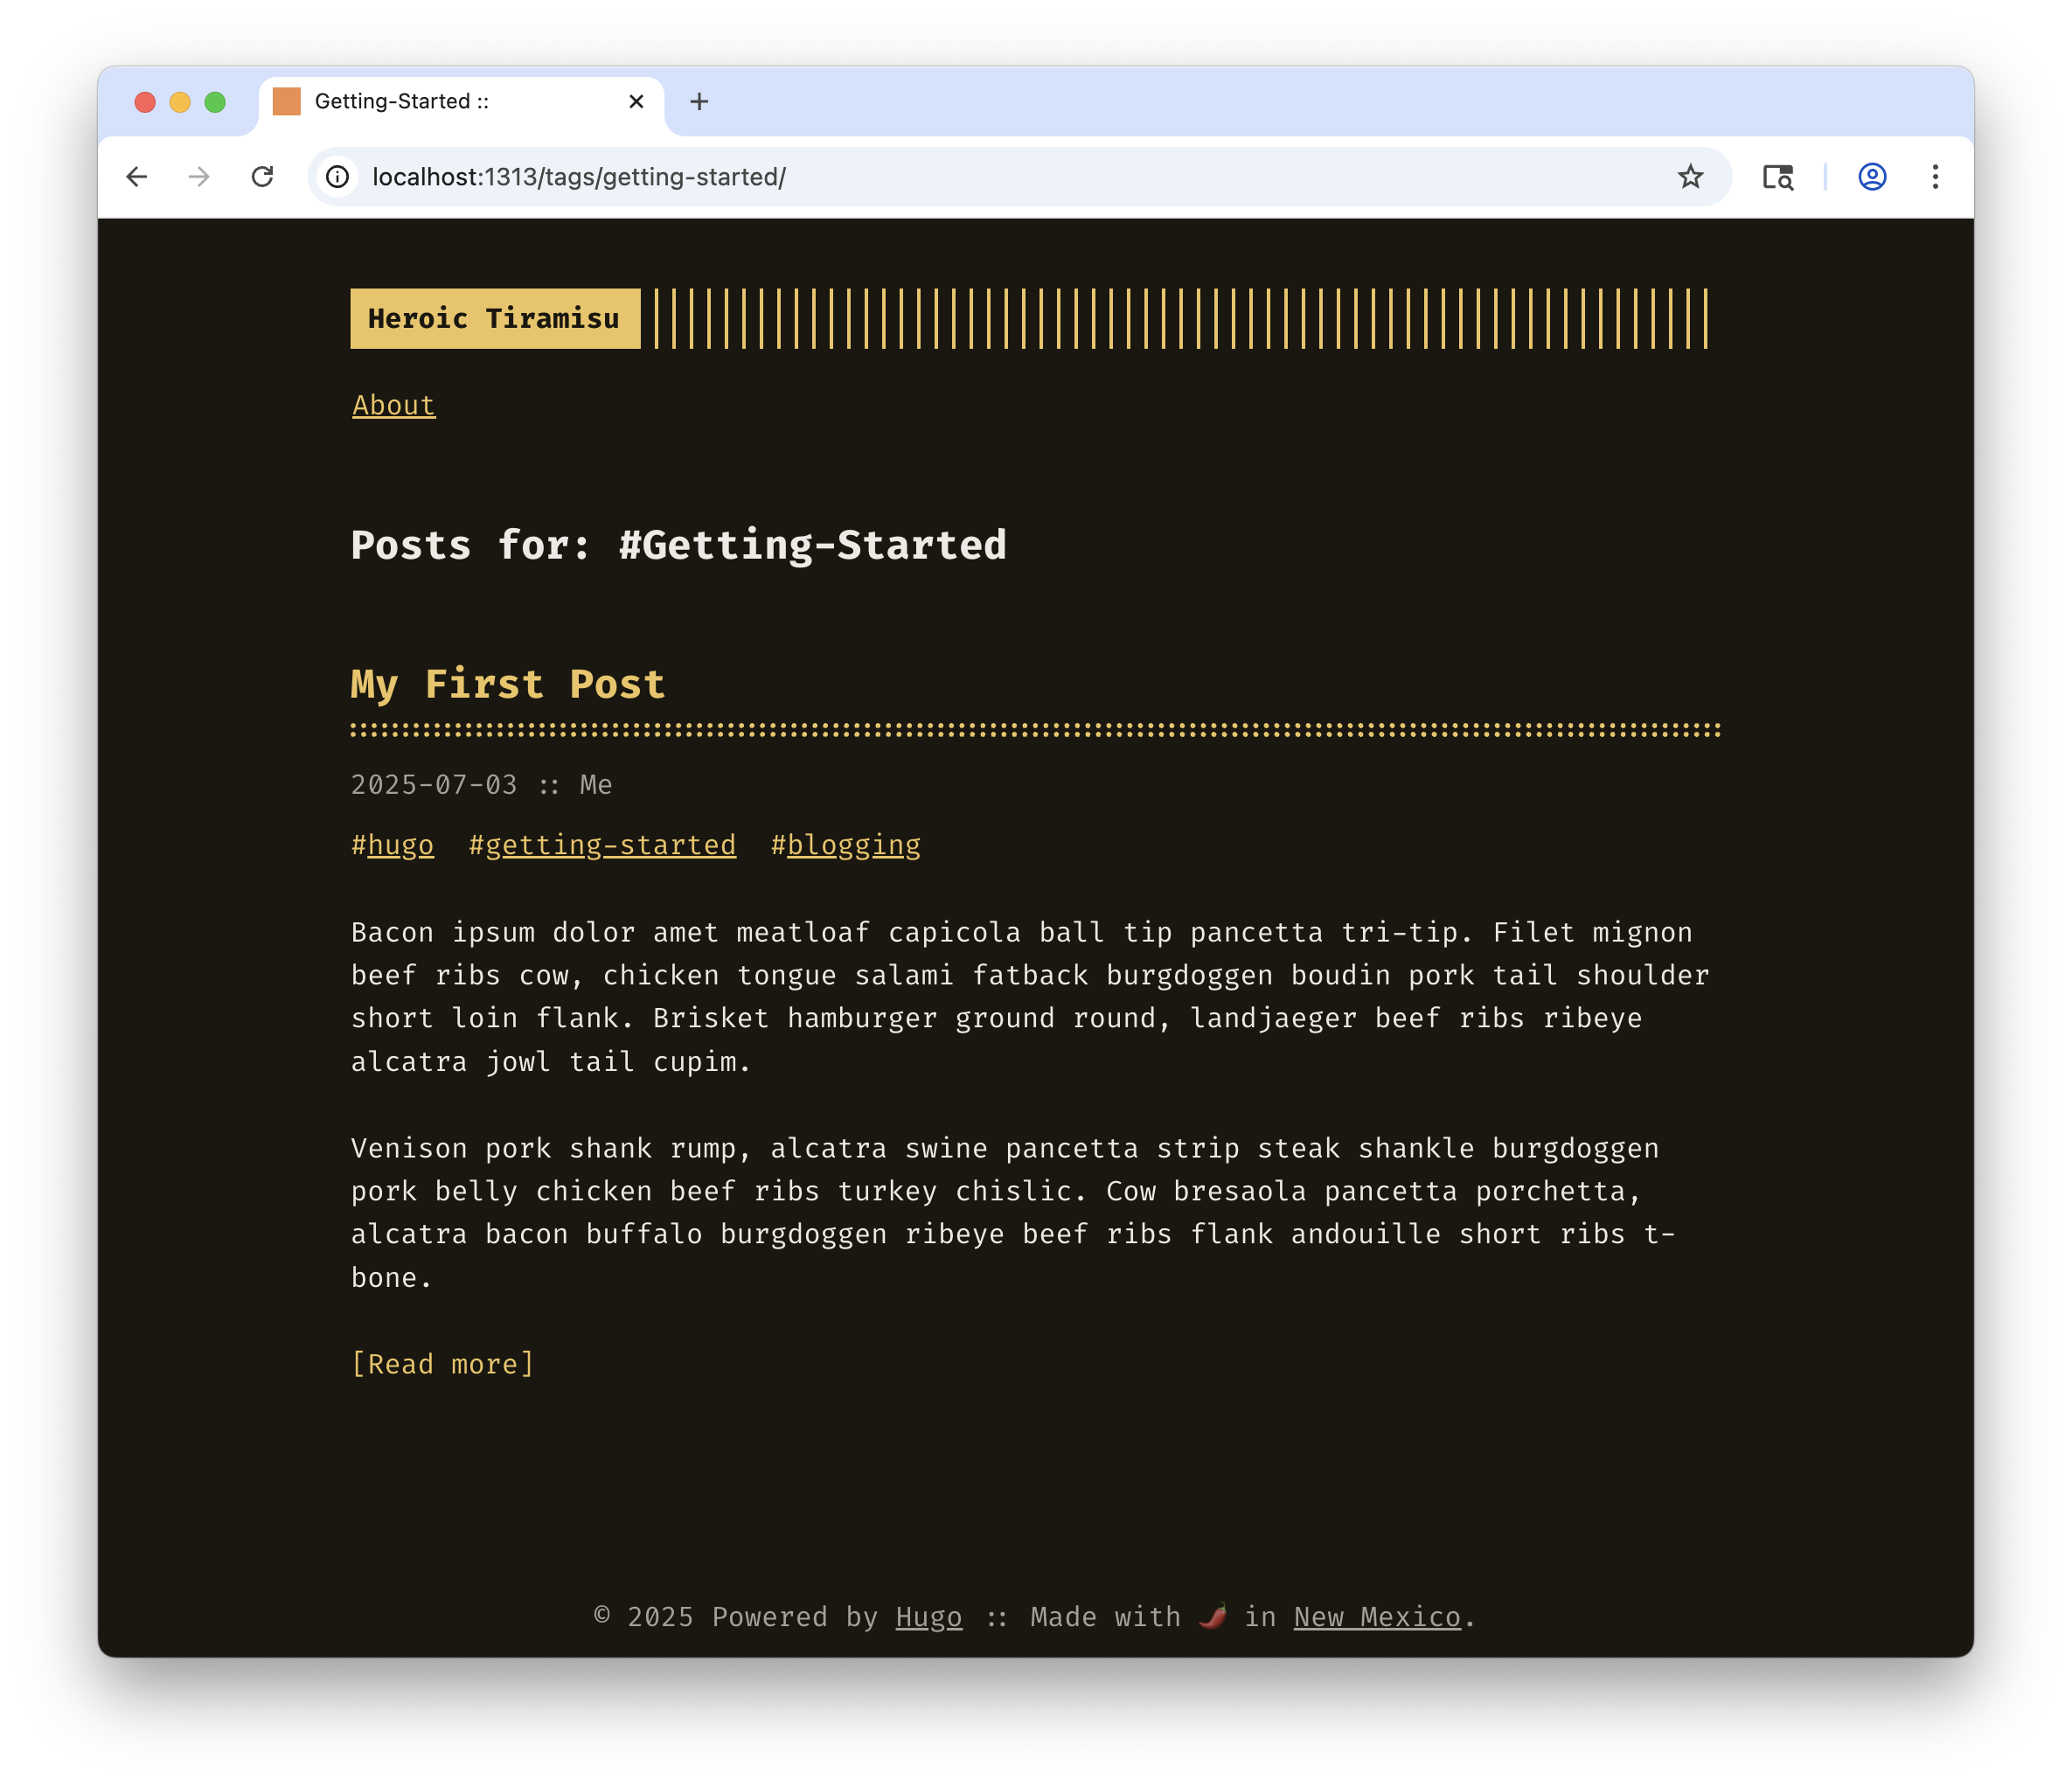 Getting-Started ::
localhost:1313/tags/getting-started/
Heroic Tiramisu
About
Posts for: #Getting-Started
My First Post
2025-07-03 :: Me
#hugo #getting-started #blogging
Bacon ipsum dolor amet meatloaf capicola ball tip pancetta tri-tip. Filet mignon
beef ribs cow, chicken tongue salami fatback burgdoggen boudin pork tail shoulder
short loin flank. Brisket hamburger ground round, landjaeger beef ribs ribeye
alcatra jowl tail cupim.
Venison pork shank rump, alcatra swine pancetta strip steak shankle burgdoggen
pork belly chicken beef ribs turkey chislic. Cow bresaola pancetta porchetta,
alcatra bacon buffalo burgdoggen ribeye beef ribs flank andouille short ribs t-
bone.
[Read more]
© 2025 Powered by Hugo :: Made with 🌶️ in New Mexico.